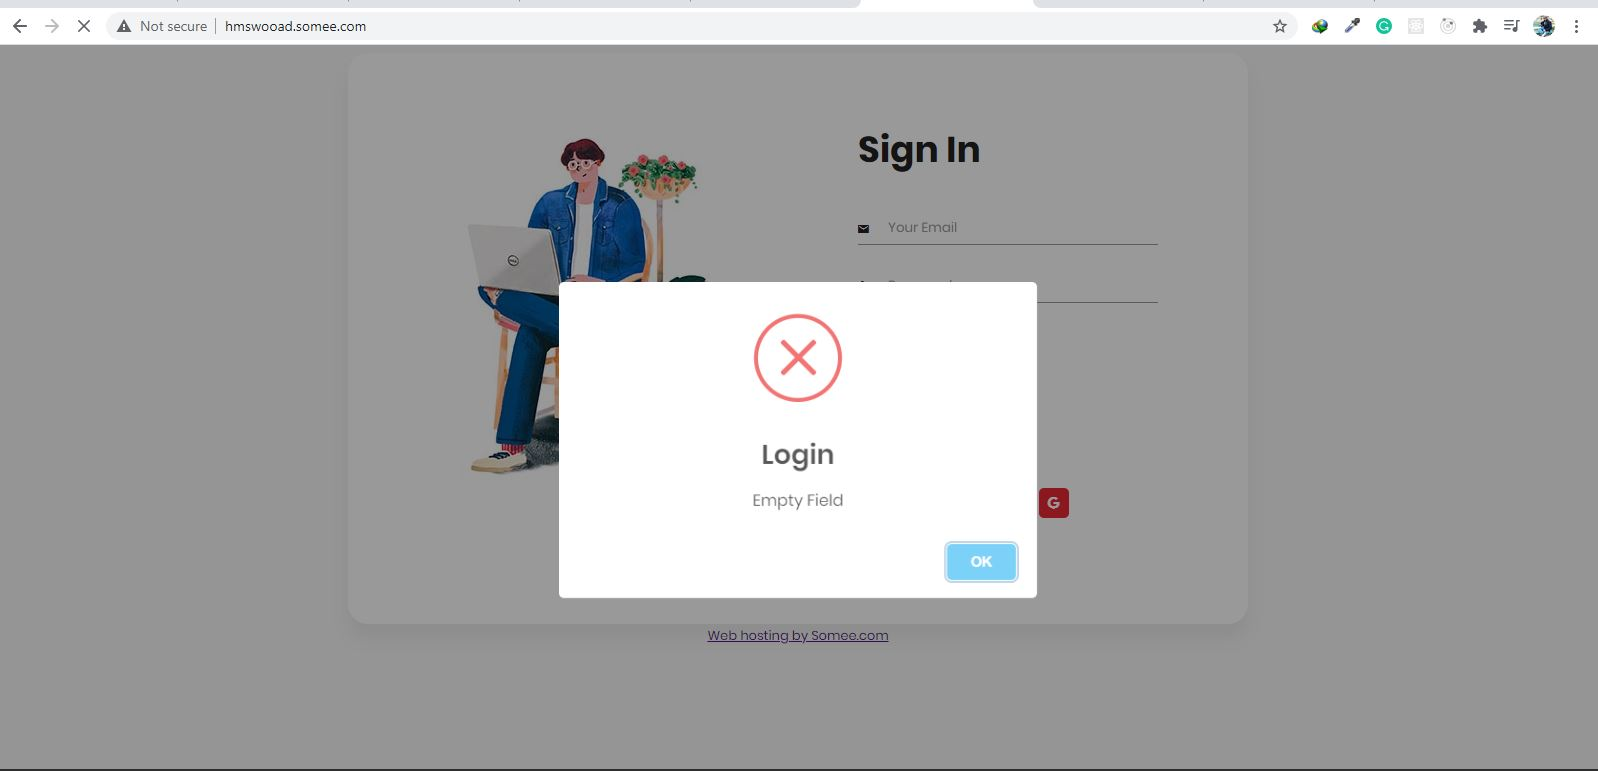 Not secure
hmswooad.somee.com
Sign In
Your Email
Login
Empty Field
OK
G
Web hosting by Somee.com